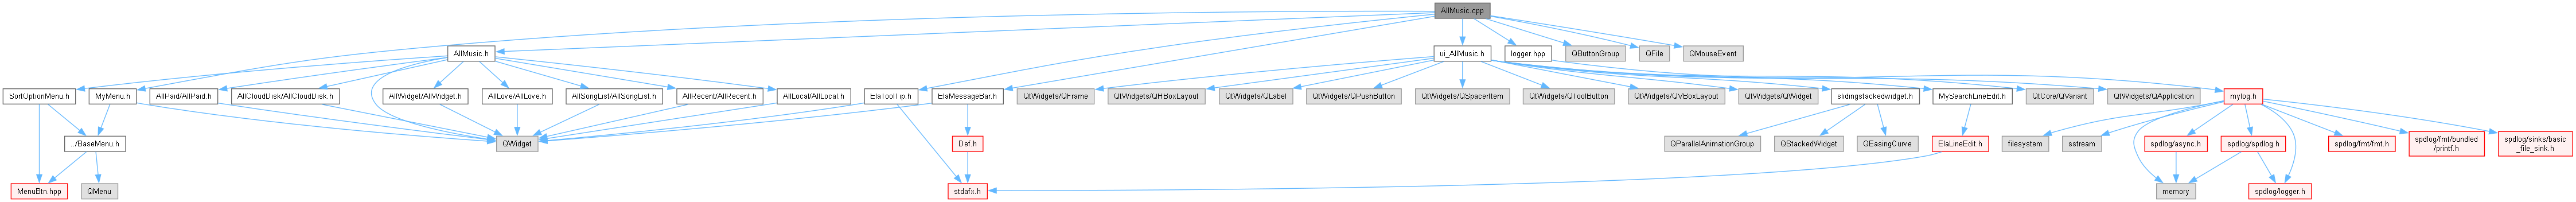 AllMusic.cpp
AllMusic.h
ui_AllMusic.h
logger.hpp
QButtonGroup
QFile
QMouseEvent
SortOptionMenu.h
MyMenu.h
AllPaid/AllPaid.h
AllCloudDisk/AllCloudDisk.h
AllWidget/AllWidget.h
AllLove/AllLove.h
AllSongList/AllSongList.h
AllRecent/AllRecent.h
AllLocal/AllLocal.h
ElaToolTip.h
ElaMessageBar.h
QtWidgets/QFrame
QtWidgets/QHBoxLayout
QtWidgets/QLabel
QtWidgets/QPushButton
QtWidgets/QSpacerItem
QtWidgets/QToolButton
QtWidgets/QVBoxLayout
QtWidgets/QWidget
slidingstackedwidget.h
MySearchLineEdit.h
QtCore/QVariant
QtWidgets/QApplication
mylog.h
../BaseMenu.h
QWidget
Def.h
QParallelAnimationGroup
QStackedWidget
QEasingCurve
ElaLineEdit.h
filesystem
sstream
spdlog/async.h
spdlog/spdlog.h
spdlog/fmt/fmt.h
spdlog/fmt/bundled
/printf.h
spdlog/sinks/basic
_file_sink.h
MenuBtn.hpp
QMenu
stdafx.h
memory
spdlog/logger.h